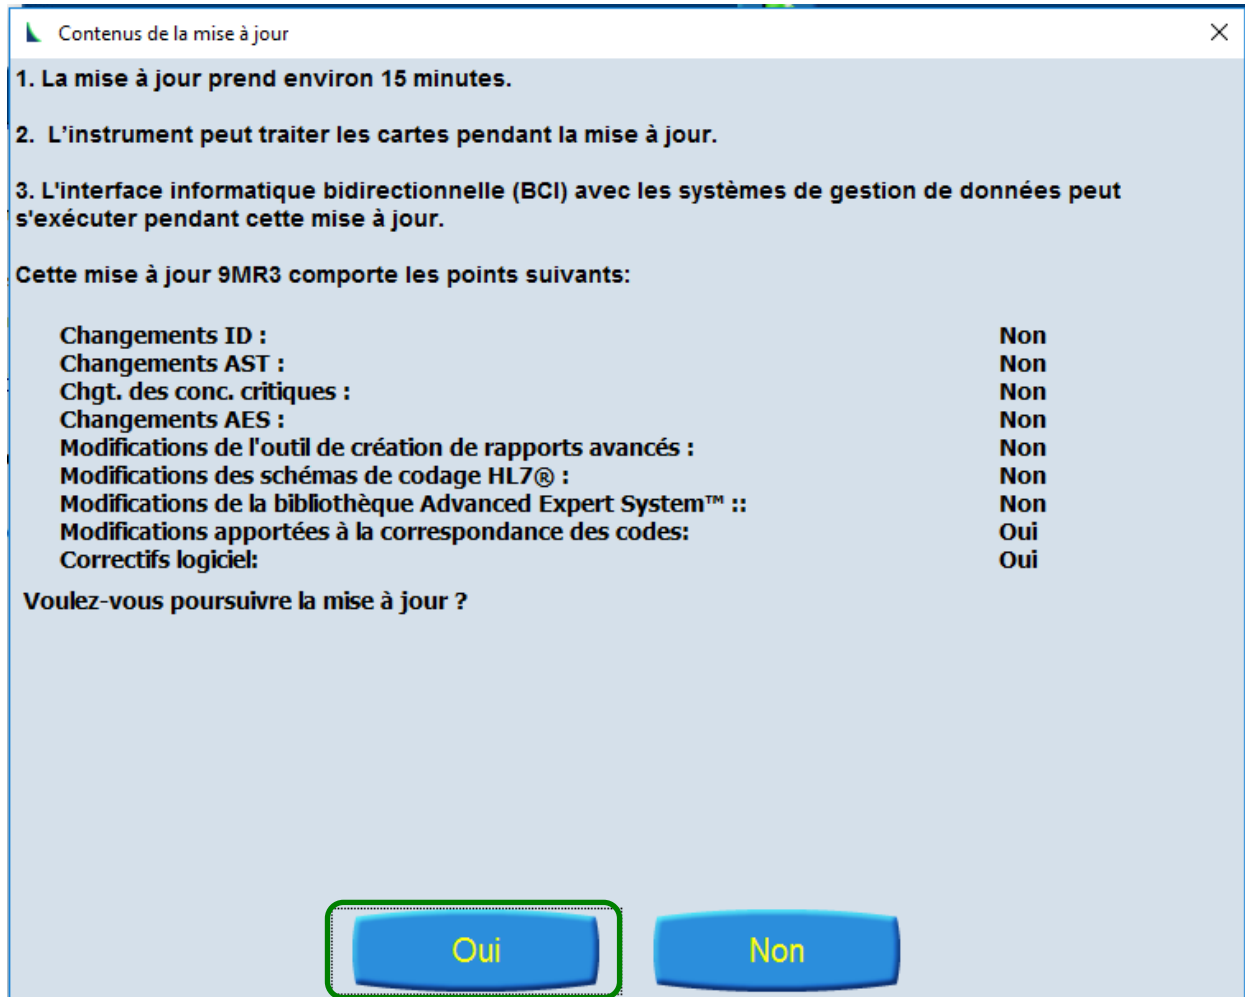 Contenus de la mise à jour
1. La mise à jour prend environ 15 minutes.
2. L’instrument peut traiter les cartes pendant la mise à jour.
3. L'interface informatique bidirectionnelle (BCI) avec les systèmes de gestion de données peut
s'exécuter pendant cette mise à jour.
Cette mise à jour 9MR3 comporte les points suivants:
Changements ID : Non
Changements AST : Non
Chgt. des conc. critiques : Non
Changements AES : Non
Modifications de l'outil de création de rapports avancés : Non
Modifications des schémas de codage HL7® : Non
Modifications de la bibliothèque Advanced Expert System™ :: Non
Modifications apportées à la correspondance des codes: Oui
Correctifs logiciel: Oui
Voulez-vous poursuivre la mise à jour ?
Oui Non